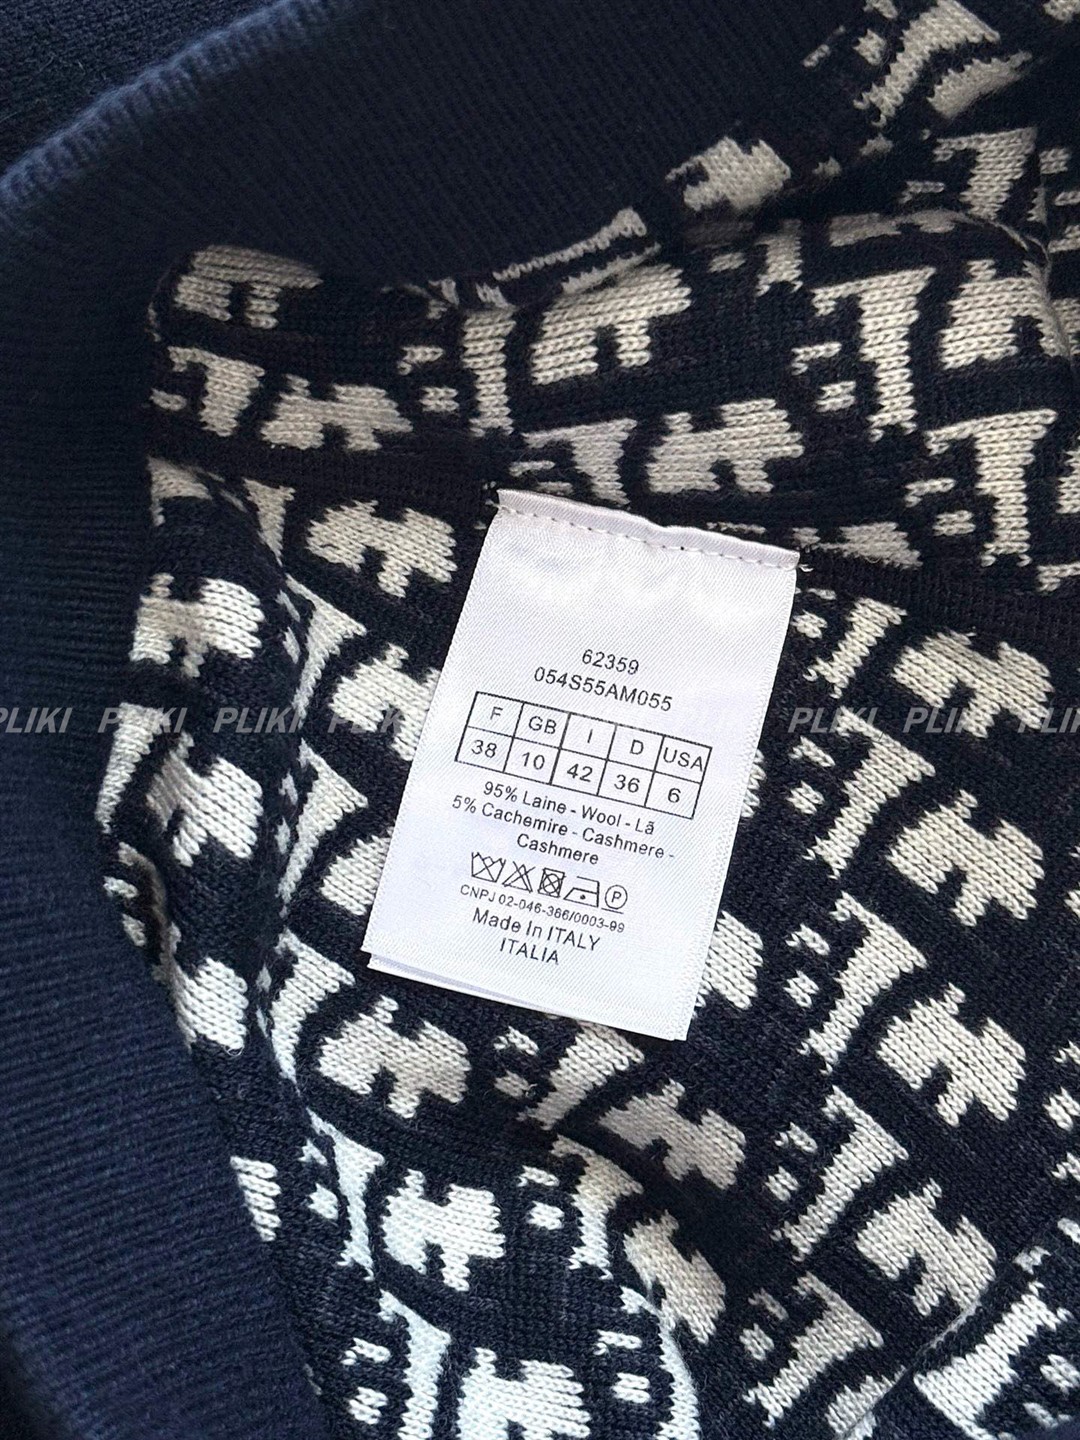 62359
054S55AM055
F GB I D USA
38 10 42 36 6
95% Laine - Wool - Lã
5% Cachemire - Cashmere -
Cashmere
P
CNPJ 02-046-386/0003-99
Made In ITALY
ITALIA
PLIKI PLIKI PLIKI PLIKI PLIKI PLIKI